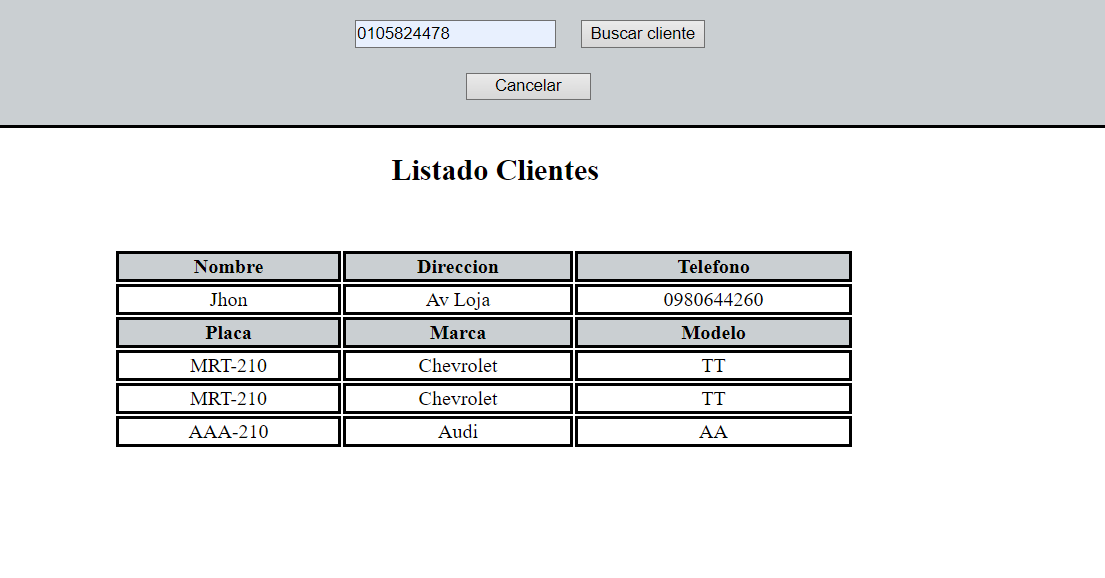 0105824478 Buscar cliente
Cancelar
Listado Clientes
Nombre Direccion Telefono
Jhon Av Loja 0980644260
Placa Marca Modelo
MRT-210 Chevrolet TT
MRT-210 Chevrolet TT
AAA-210 Audi AA